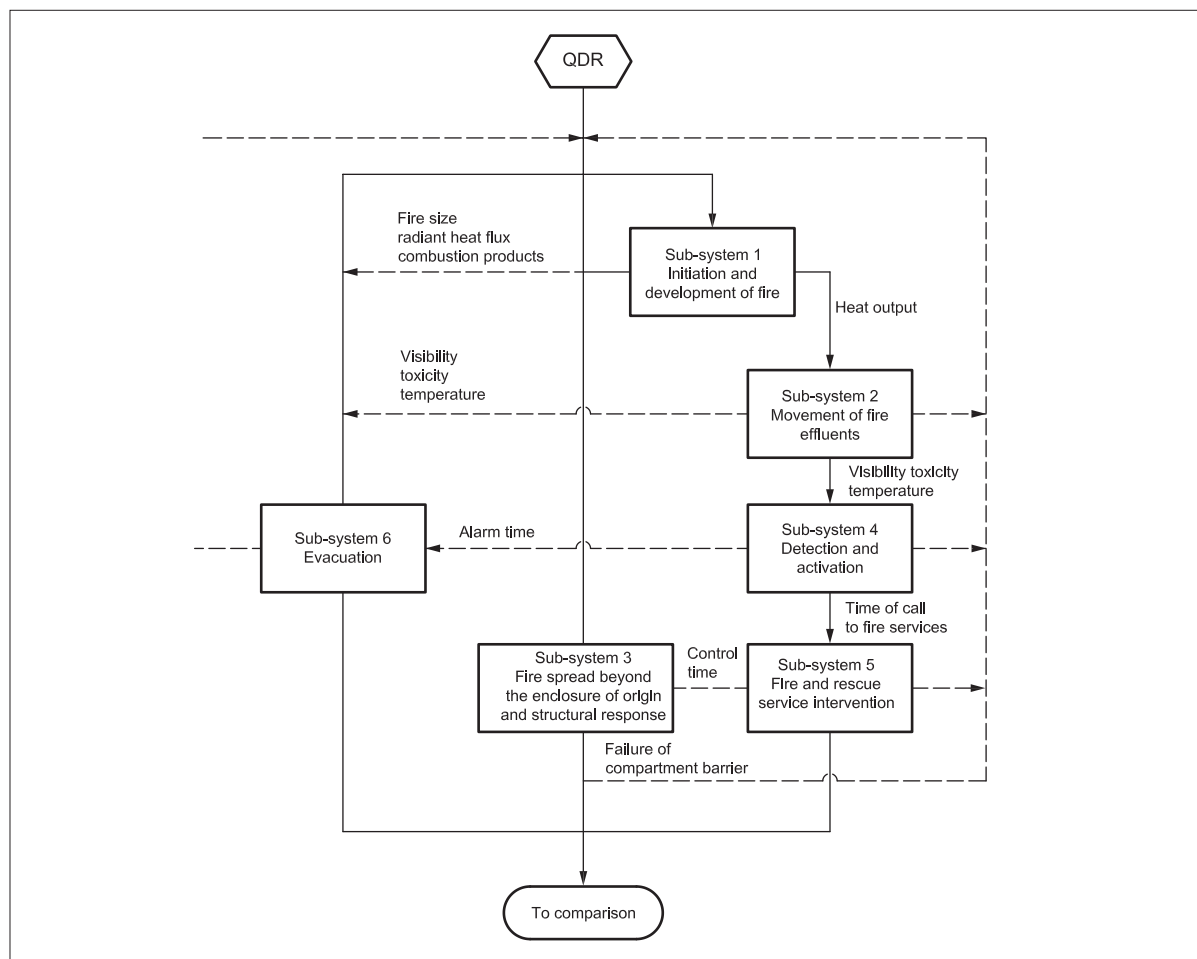 QDR
Fire size
radiant heat flux
combustion products
Sub-system 1
Initiation and
development of fire
Heat output
Visibility
toxicity
temperature
Sub-system 2
Movement of fire
effluents
Visibility toxicity
temperature
Sub-system 6
Evacuation
Alarm time
Sub-system 4
Detection and
activation
Time of call
to fire services
Sub-system 3
Fire spread beyond
the enclosure of origin
and structural response
Control
time
Sub-system 5
Fire and rescue
service intervention
Failure of
compartment barrier
To comparison